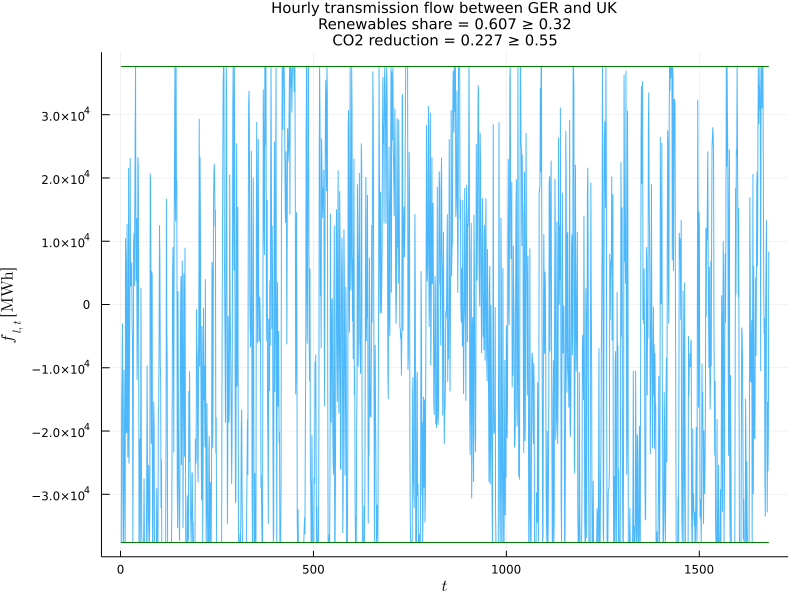 Hourly transmission flow between GER and UK
Renewables share = 0.607 ≥ 0.32
CO2 reduction = 0.227 ≥ 0.55
3.0×10⁴
2.0×10⁴
1.0×10⁴
0
−1.0×10⁴
−2.0×10⁴
−3.0×10⁴
f_{l,t} [MWh]
0 500 1000 1500
t